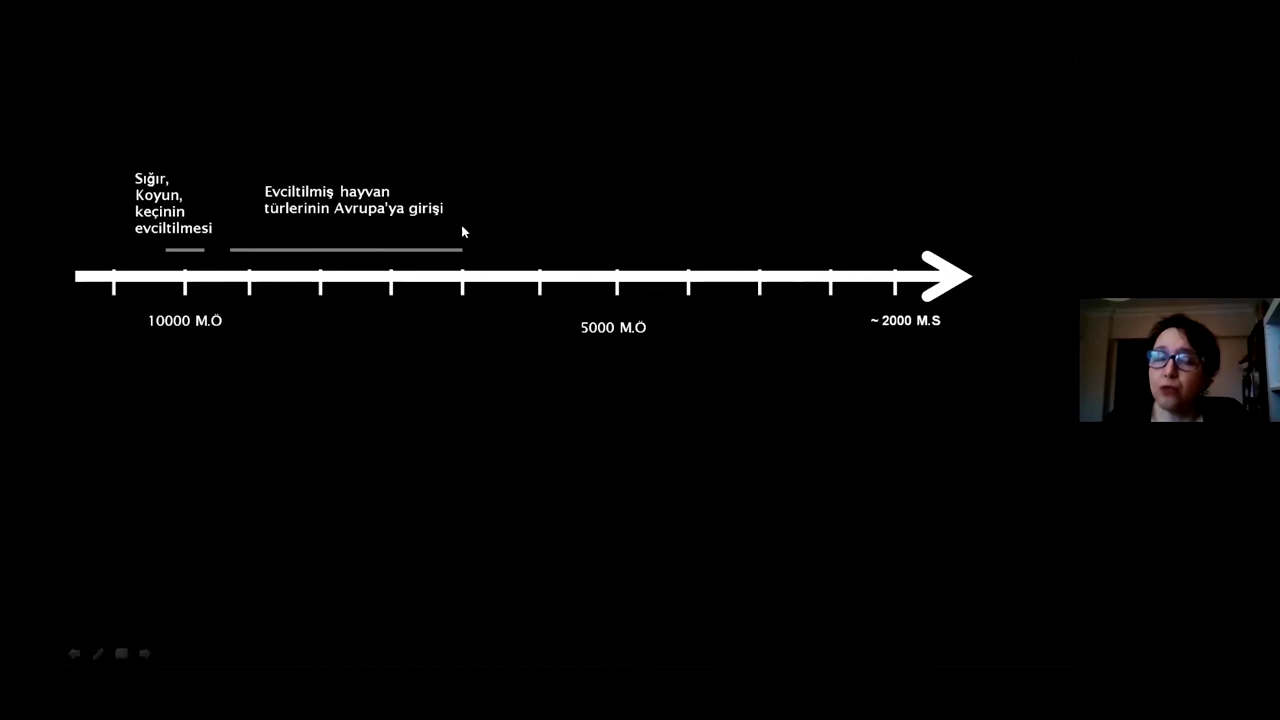 Sığır,
Koyun,
keçinin
evciltilmesi
Evciltilmiş hayvan
türlerinin Avrupa'ya girişi
10000 M.Ö
5000 M.Ö
~ 2000 M.S